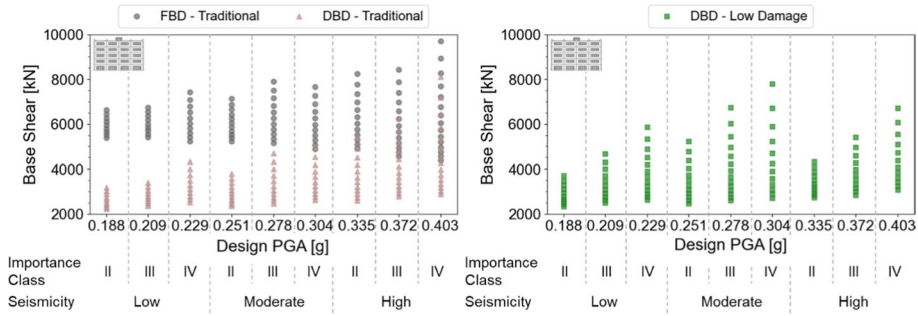 FBD - Traditional DBD - Traditional
Base Shear [kN]
10000
8000
6000
4000
2000
0.188 0.209 0.229 0.251 0.278 0.304 0.335 0.372 0.403
Design PGA [g]
Importance Class II III IV II III IV II III IV
Seismicity Low Moderate High
DBD - Low Damage
Base Shear [kN]
10000
8000
6000
4000
2000
0.188 0.209 0.229 0.251 0.278 0.304 0.335 0.372 0.403
Design PGA [g]
Importance Class II III IV II III IV II III IV
Seismicity Low Moderate High